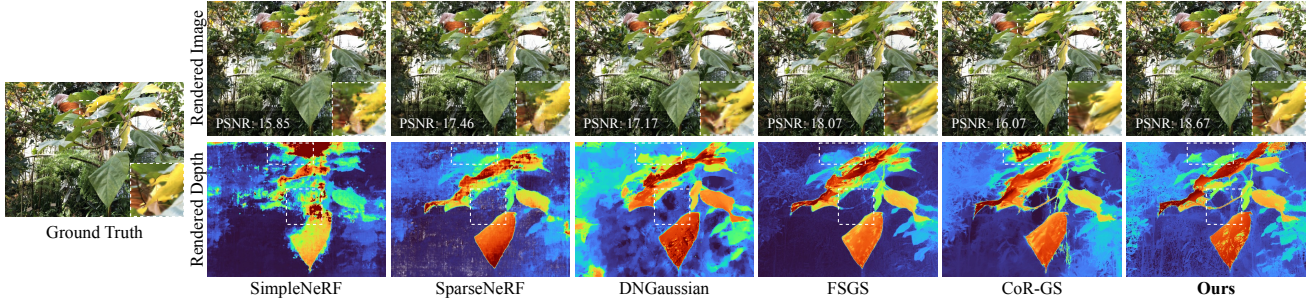 Rendered Image
PSNR: 15.85
PSNR: 17.46
PSNR: 17.17
PSNR: 18.07
PSNR: 16.07
PSNR: 18.67
Ground Truth
Rendered Depth
SimpleNeRF
SparseNeRF
DNGaussian
FSGS
CoR-GS
Ours